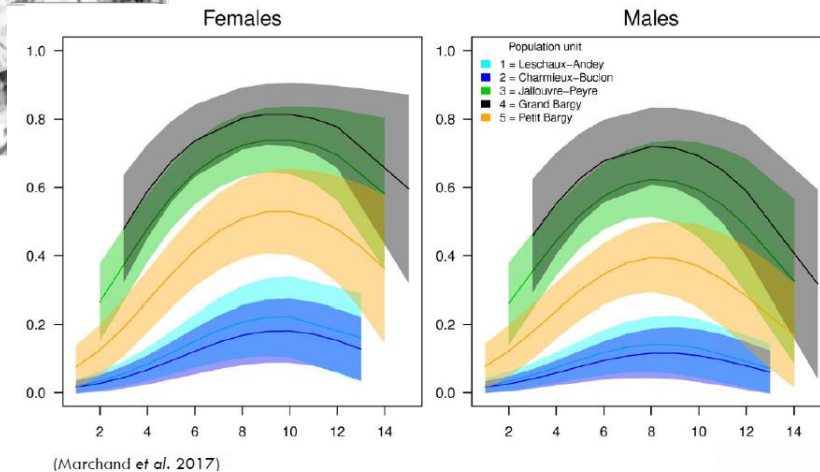 Females
Males
1.0
0.8
0.6
0.4
0.2
0.0
2 4 6 8 10 12 14
1.0
0.8
0.6
0.4
0.2
0.0
2 4 6 8 10 12 14
Population unit
1 = Leschaux−Andey
2 = Charmieux−Buclon
3 = Jallouvre−Peyre
4 = Grand Bargy
5 = Petit Bargy
(Marchand et al. 2017)